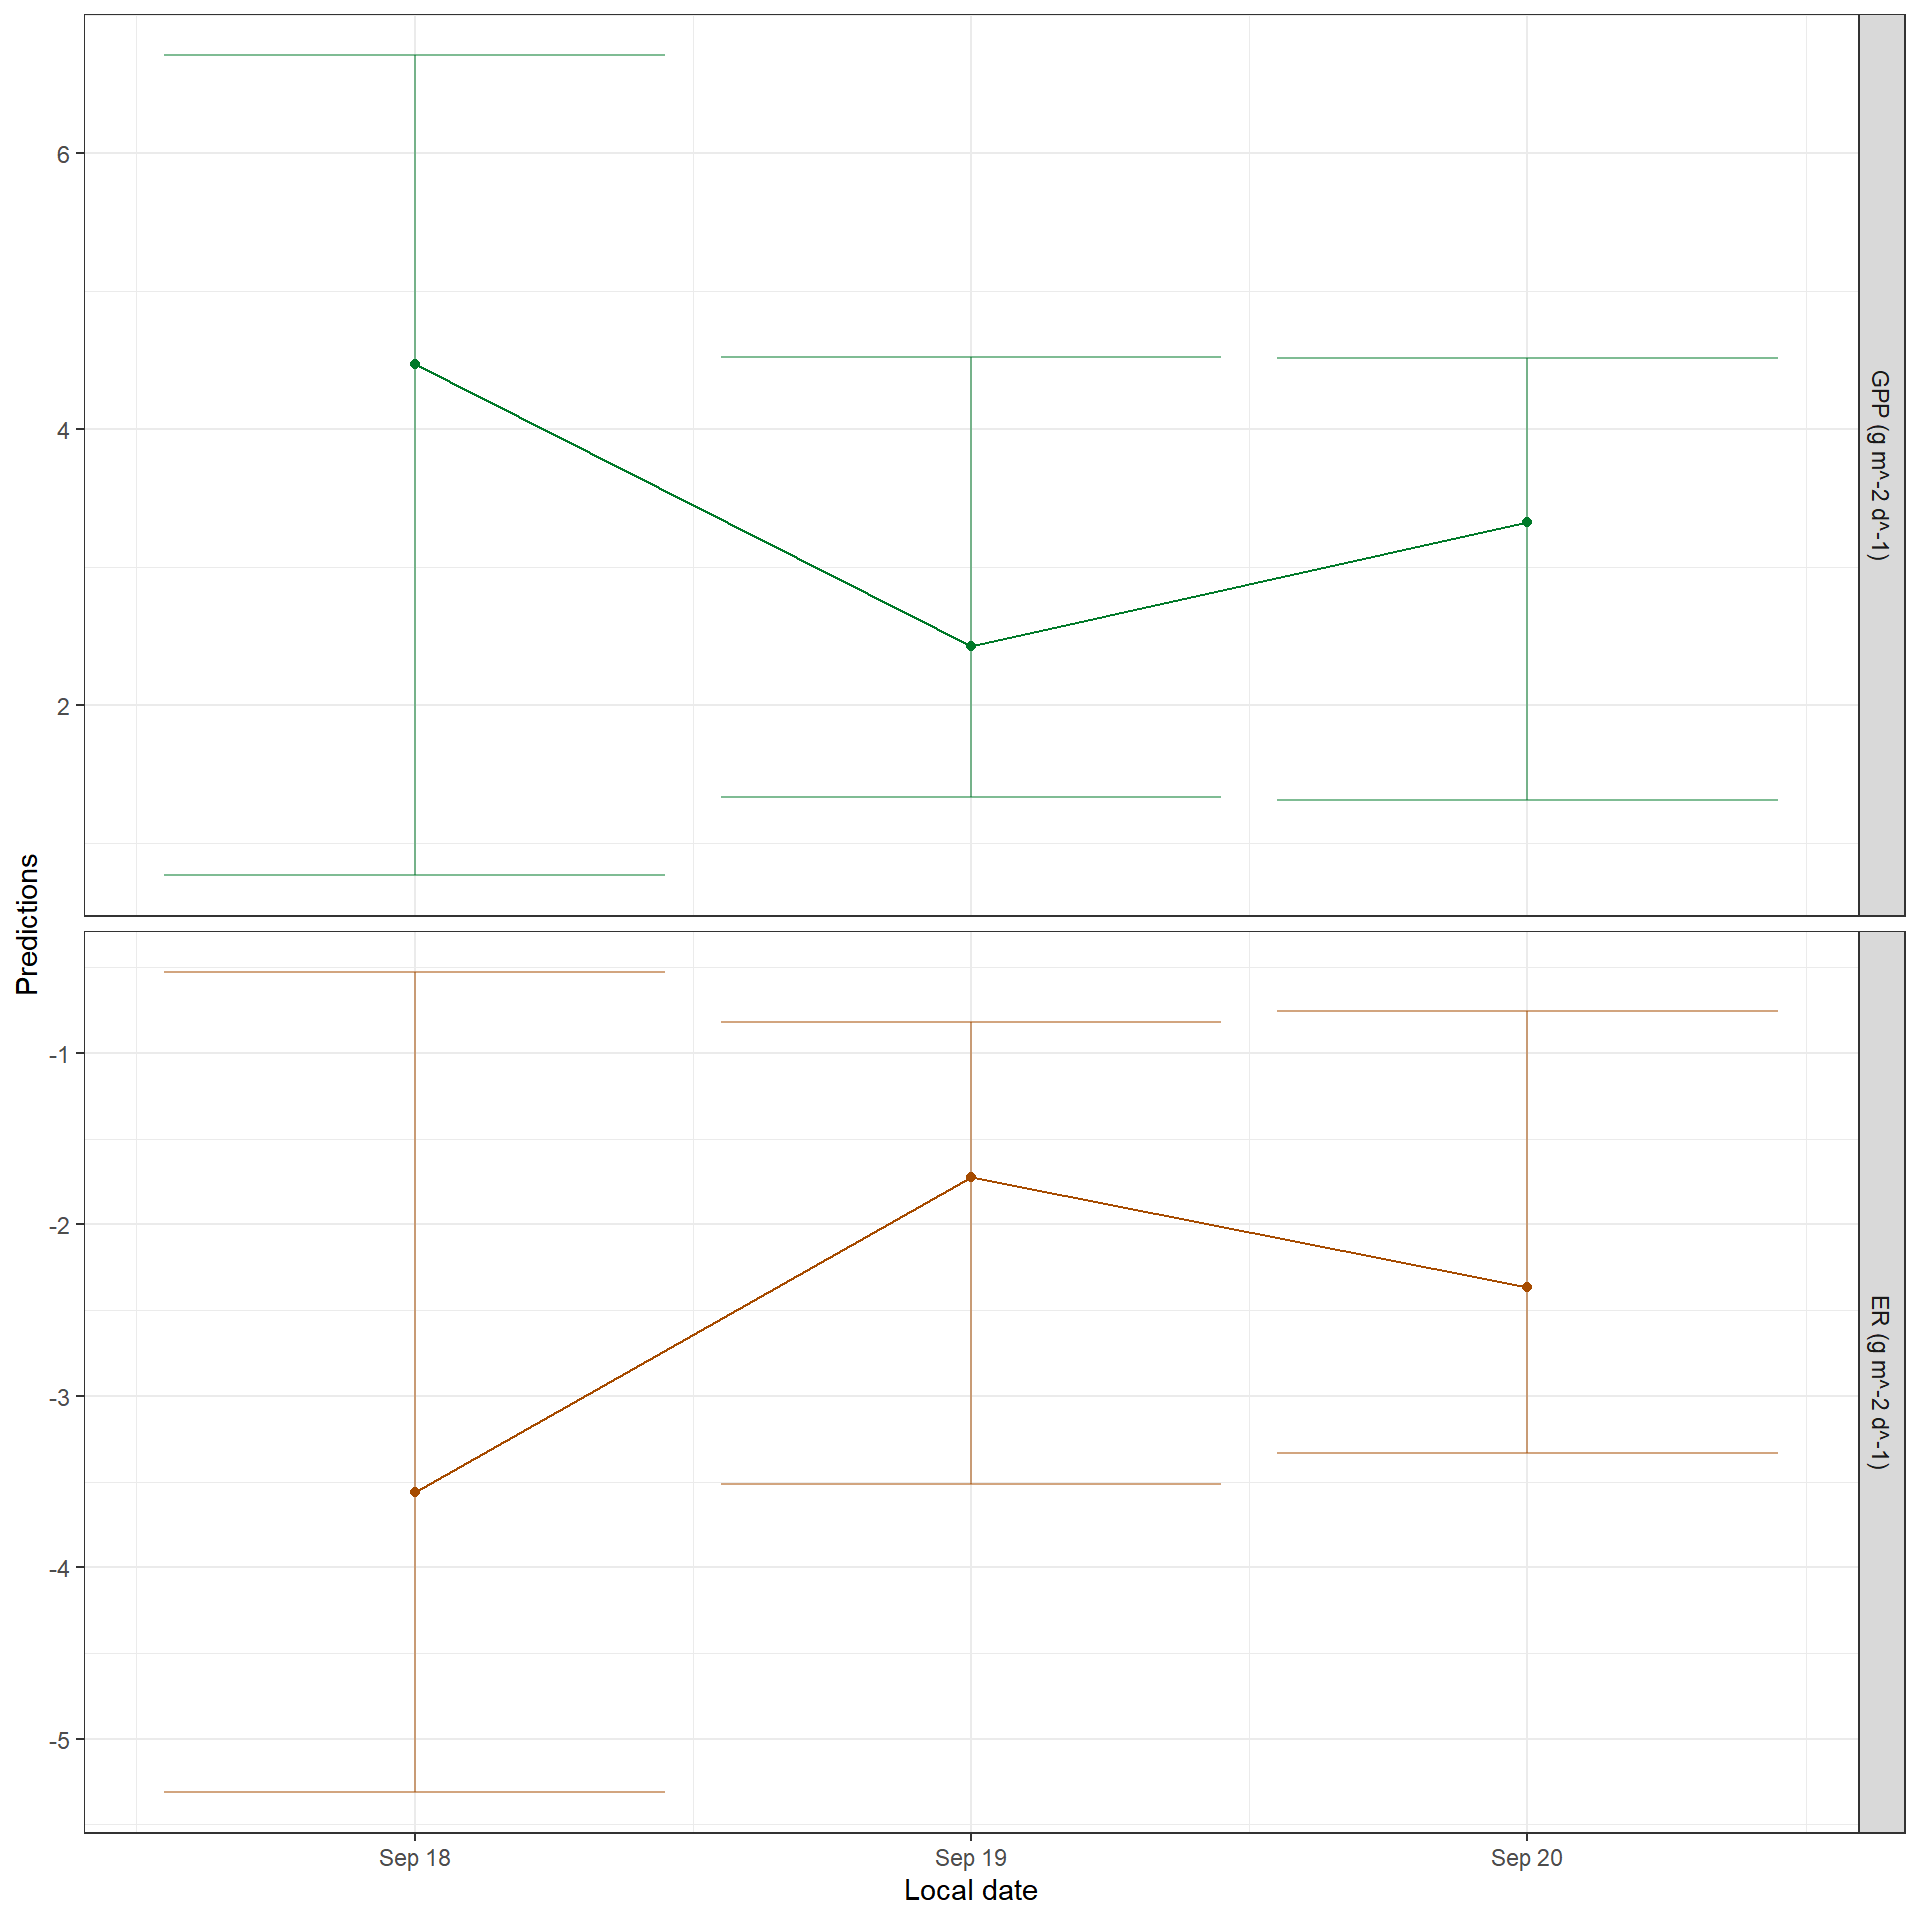 Predictions
6
4
2
GPP (g m^-2 d^-1)
-1
-2
-3
-4
-5
ER (g m^-2 d^-1)
Sep 18
Sep 19
Sep 20
Local date